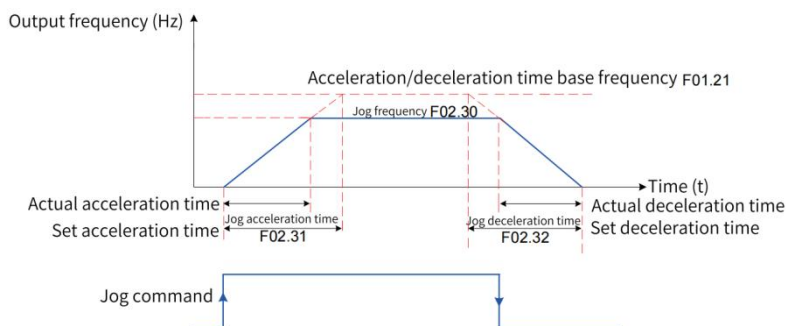 Output frequency (Hz)
Acceleration/deceleration time base frequency F01.21
Jog frequency F02.30
Time (t)
Actual acceleration time
Actual deceleration time
Jog acceleration time
Jog deceleration time
Set acceleration time
Set deceleration time
F02.31
F02.32
Jog command